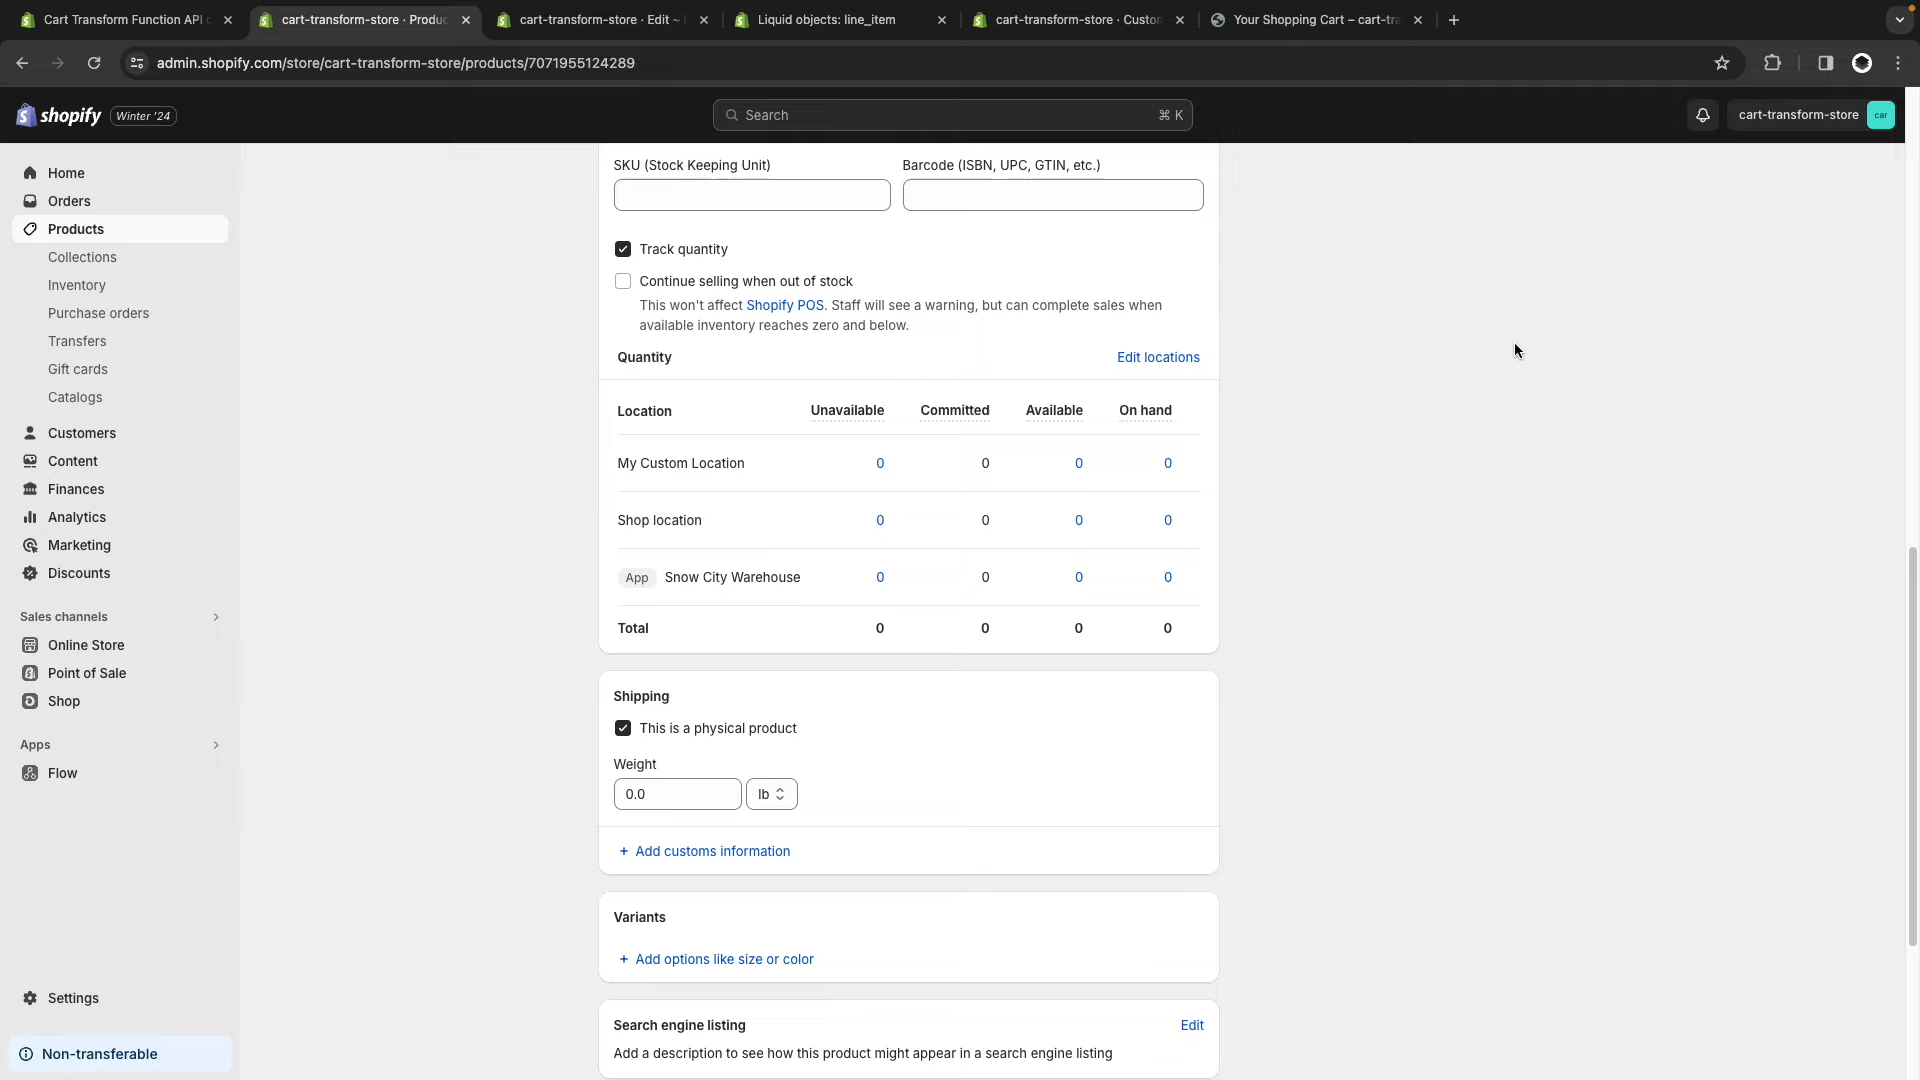 Cart Transform Function API
cart-transform-store · Produc
cart-transform-store · Edit ~
Liquid objects: line_item
cart-transform-store · Custon
Your Shopping Cart – cart-tra
admin.shopify.com/store/cart-transform-store/products/7071955124289
shopify
Winter '24
Search
⌘ K
cart-transform-store
car
Home
Orders
Products
Collections
Inventory
Purchase orders
Transfers
Gift cards
Catalogs
Customers
Content
Finances
Analytics
Marketing
Discounts
Sales channels
Online Store
Point of Sale
Shop
Apps
Flow
Settings
Non-transferable
SKU (Stock Keeping Unit)
Barcode (ISBN, UPC, GTIN, etc.)
Track quantity
Continue selling when out of stock
This won't affect Shopify POS. Staff will see a warning, but can complete sales when
available inventory reaches zero and below.
Quantity
Edit locations
Location Unavailable Committed Available On hand
My Custom Location 0 0 0 0
Shop location 0 0 0 0
App Snow City Warehouse 0 0 0 0
Total 0 0 0 0
Shipping
This is a physical product
Weight
0.0 lb
+ Add customs information
Variants
+ Add options like size or color
Search engine listing
Edit
Add a description to see how this product might appear in a search engine listing